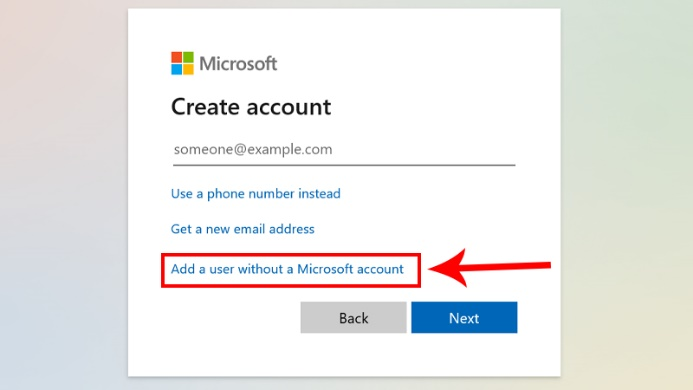 Microsoft
Create account
someone@example.com
Use a phone number instead
Get a new email address
Add a user without a Microsoft account
Back
Next